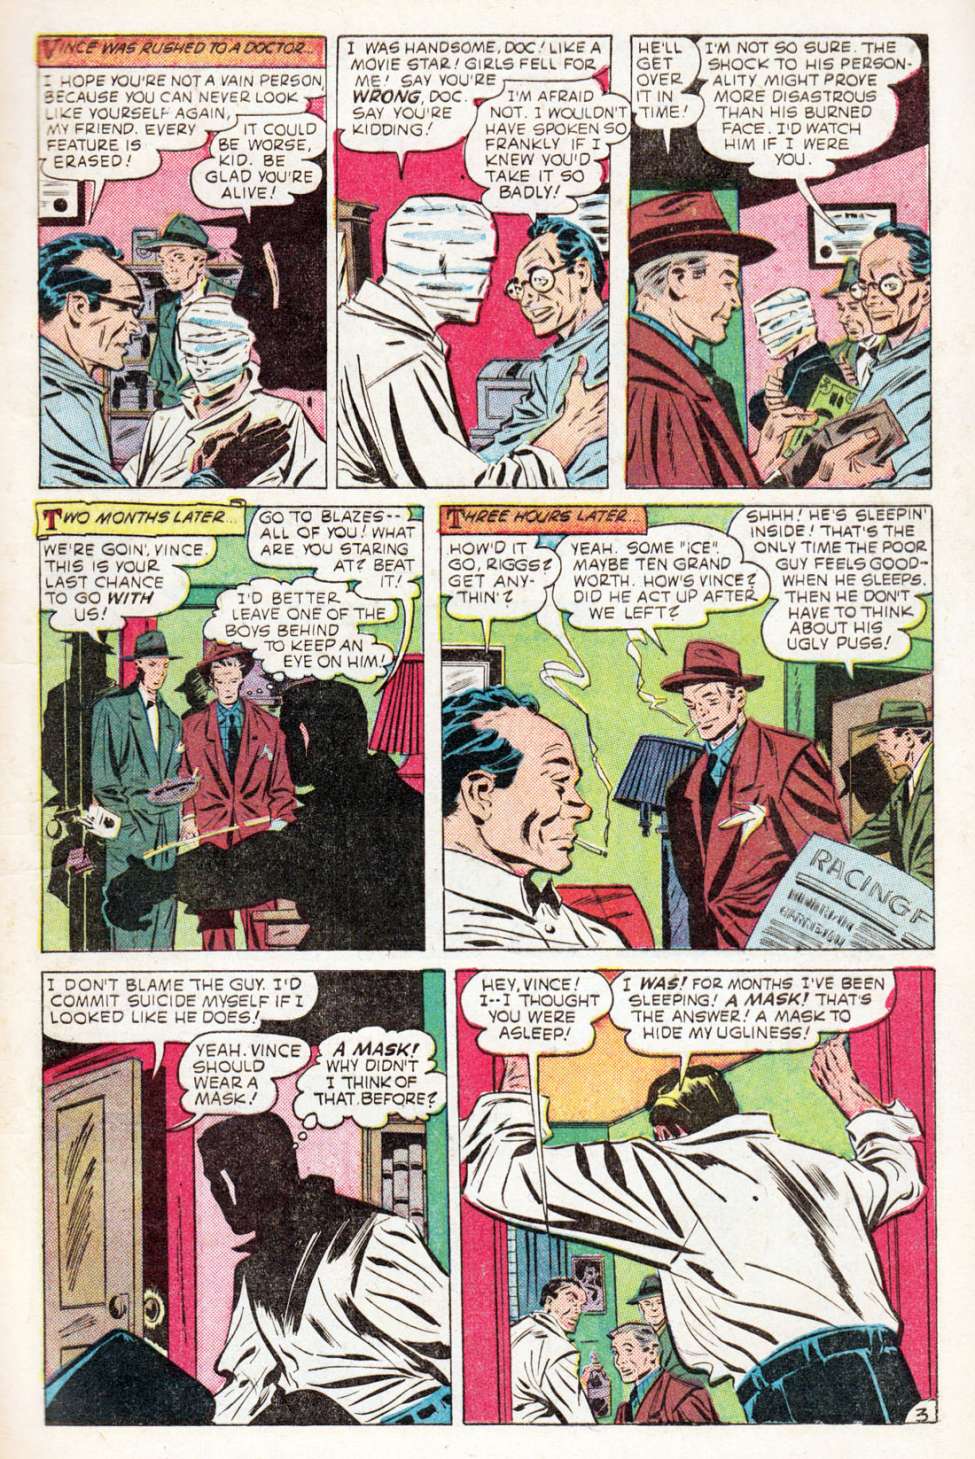 VINCE WAS RUSHED TO A DOCTOR...
I HOPE YOU'RE NOT A VAIN PERSON
BECAUSE YOU CAN NEVER LOOK
LIKE YOURSELF AGAIN,
MY FRIEND. EVERY
FEATURE IS
ERASED!
IT COULD
BE WORSE,
KID. BE
GLAD YOU'RE
ALIVE!
I WAS HANDSOME, DOC! LIKE A
MOVIE STAR! GIRLS FELL FOR
ME! SAY YOU'RE
WRONG, DOC.
SAY YOU'RE
KIDDING!
I'M AFRAID
NOT. I WOULDN'T
HAVE SPOKEN SO
FRANKLY IF I
KNEW YOU'D
TAKE IT SO
BADLY!
HE'LL
GET
OVER
IT IN
TIME!
I'M NOT SO SURE. THE
SHOCK TO HIS PERSON-
ALITY MIGHT PROVE
MORE DISASTROUS
THAN HIS BURNED
FACE. I'D WATCH
HIM IF I WERE
YOU.
TWO MONTHS LATER...
WE'RE GOIN', VINCE.
THIS IS YOUR
LAST CHANCE
TO GO WITH
US!
GO TO BLAZES--
ALL OF YOU! WHAT
ARE YOU STARING
AT? BEAT
IT!
I'D BETTER
LEAVE ONE OF THE
BOYS BEHIND
TO KEEP AN
EYE ON HIM!
THREE HOURS LATER...
HOW'D IT
GO, RIGGS?
GET ANY-
THIN'?
YEAH. SOME "ICE".
MAYBE TEN GRAND
WORTH. HOW'S VINCE?
DID HE ACT UP AFTER
WE LEFT?
SHHH! HE'S SLEEPIN'
INSIDE! THAT'S THE
ONLY TIME THE POOR
GUY FEELS GOOD--
WHEN HE SLEEPS.
THEN HE DON'T
HAVE TO THINK
ABOUT HIS
UGLY PUSS!
RACING F
I DON'T BLAME THE GUY. I'D
COMMIT SUICIDE MYSELF IF I
LOOKED LIKE HE DOES!
YEAH. VINCE
SHOULD
WEAR A
MASK!
A MASK!
WHY DIDN'T
I THINK OF
THAT BEFORE?
HEY, VINCE!
I--I THOUGHT
YOU WERE
ASLEEP!
I WAS! FOR MONTHS I'VE BEEN
SLEEPING! A MASK! THAT'S
THE ANSWER! A MASK TO
HIDE MY UGLINESS!
3